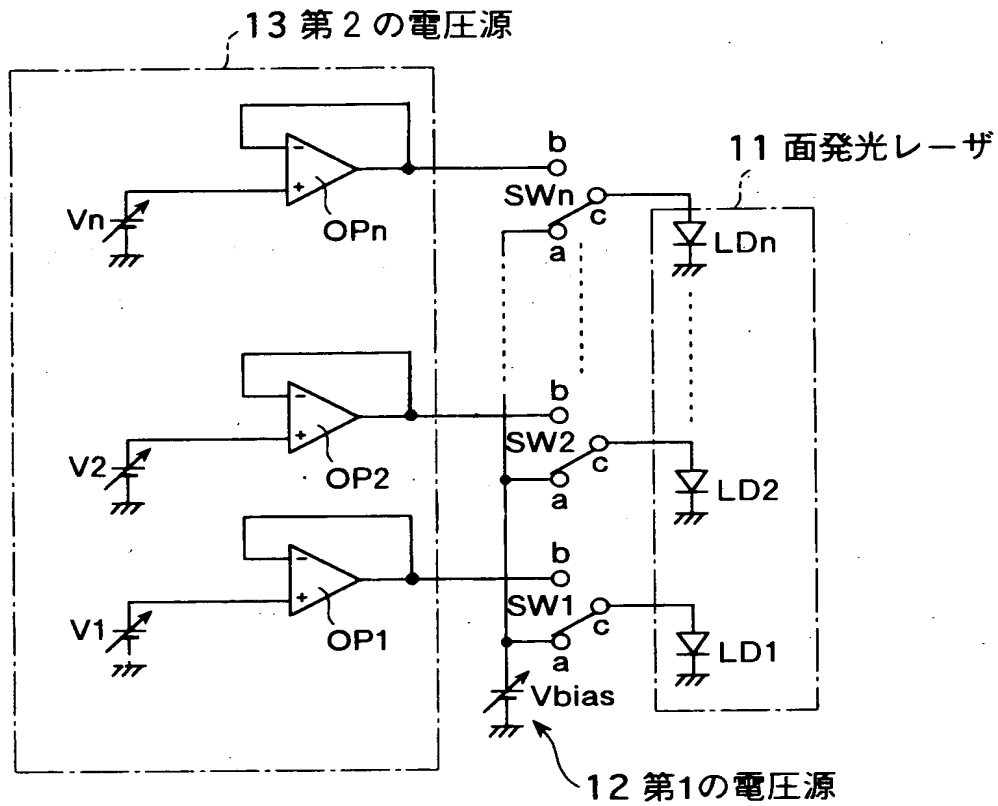 13 第2の電圧源
11 面発光レーザ
b
SWn
c
a
Vn
−
+
OPn
LDn
b
SW2
c
a
V2
−
+
OP2
LD2
b
SW1
c
a
V1
−
+
OP1
LD1
Vbias
12 第1の電圧源